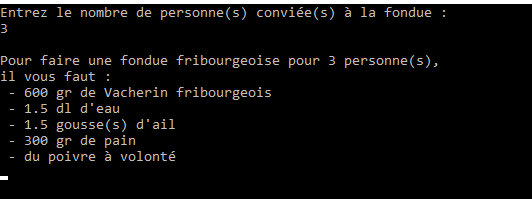 Entrez le nombre de personne(s) conviée(s) à la fondue :
3
Pour faire une fondue fribourgeoise pour 3 personne(s),
il vous faut :
- 600 gr de Vacherin fribourgeois
- 1.5 dl d'eau
- 1.5 gousse(s) d'ail
- 300 gr de pain
- du poivre à volonté